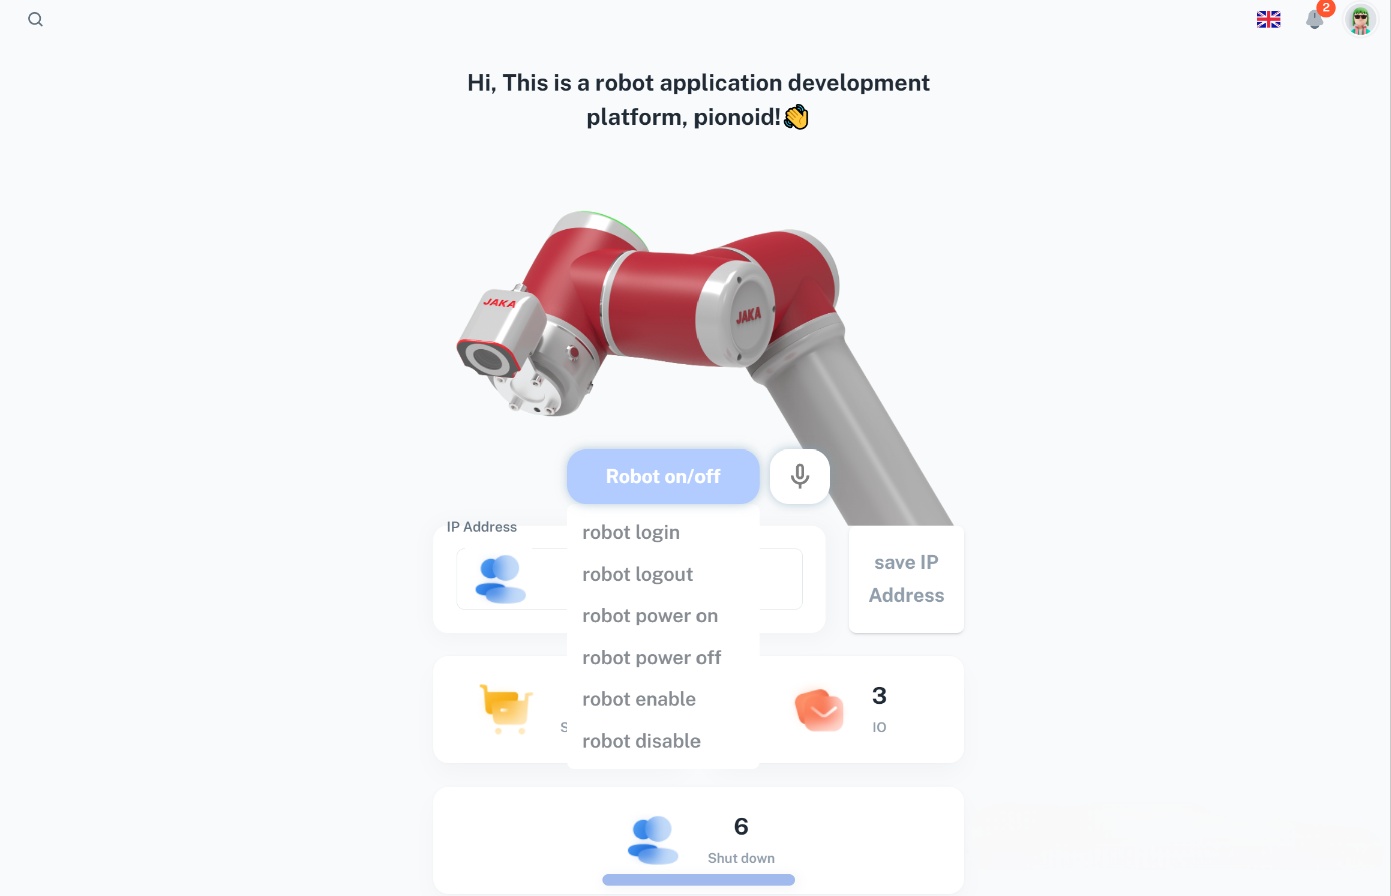 2
Hi, This is a robot application development
platform, pionoid!👋
JAKA
JAKA
Robot on/off
IP Address
robot login
robot logout
robot power on
robot power off
robot enable
robot disable
save IP
Address
S
3
IO
6
Shut down